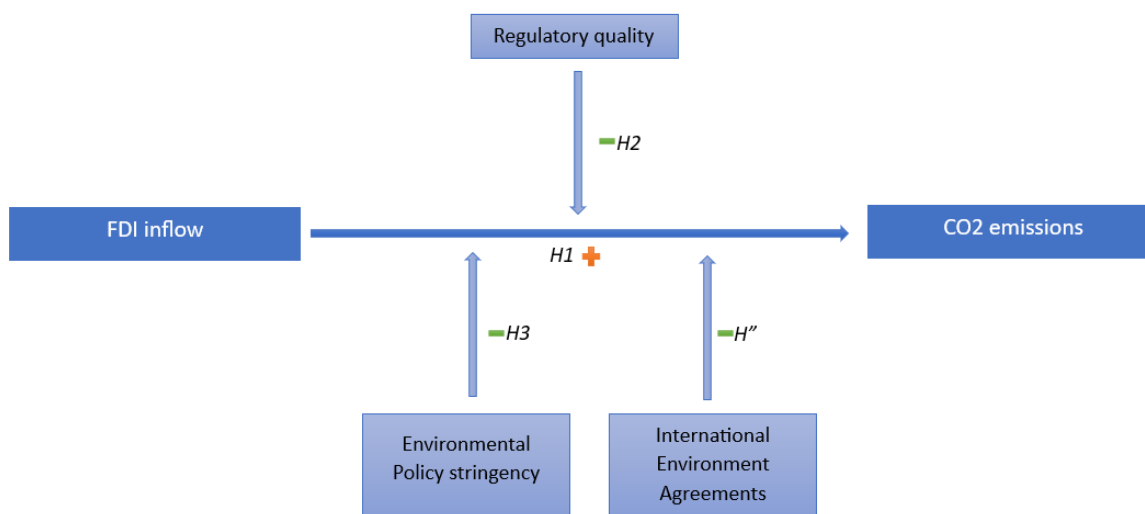 Regulatory quality
-H2
FDI inflow
CO2 emissions
H1 +
-H3
-H”
Environmental
Policy stringency
International
Environment
Agreements